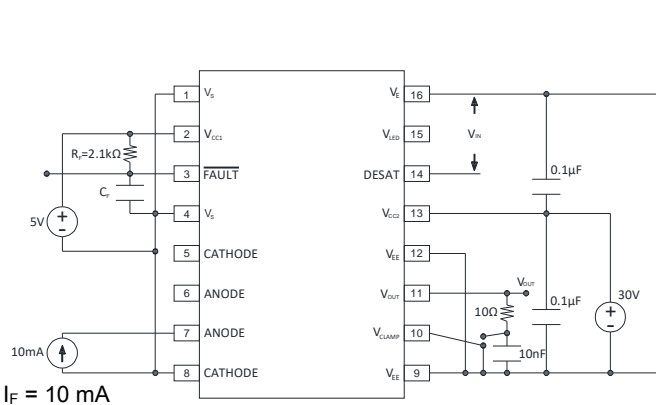 1 Vs VE 16
2 VCC1 VLED 15 VIN
RF=2.1kΩ
3 FAULT DESAT 14 0.1µF
CF
5V + - 4 Vs VCC2 13
5 CATHODE VEE 12
6 ANODE VOUT 11 VOUT
10Ω 0.1µF 30V + -
7 ANODE VCLAMP 10
10mA 10nF
8 CATHODE VEE 9
IF = 10 mA